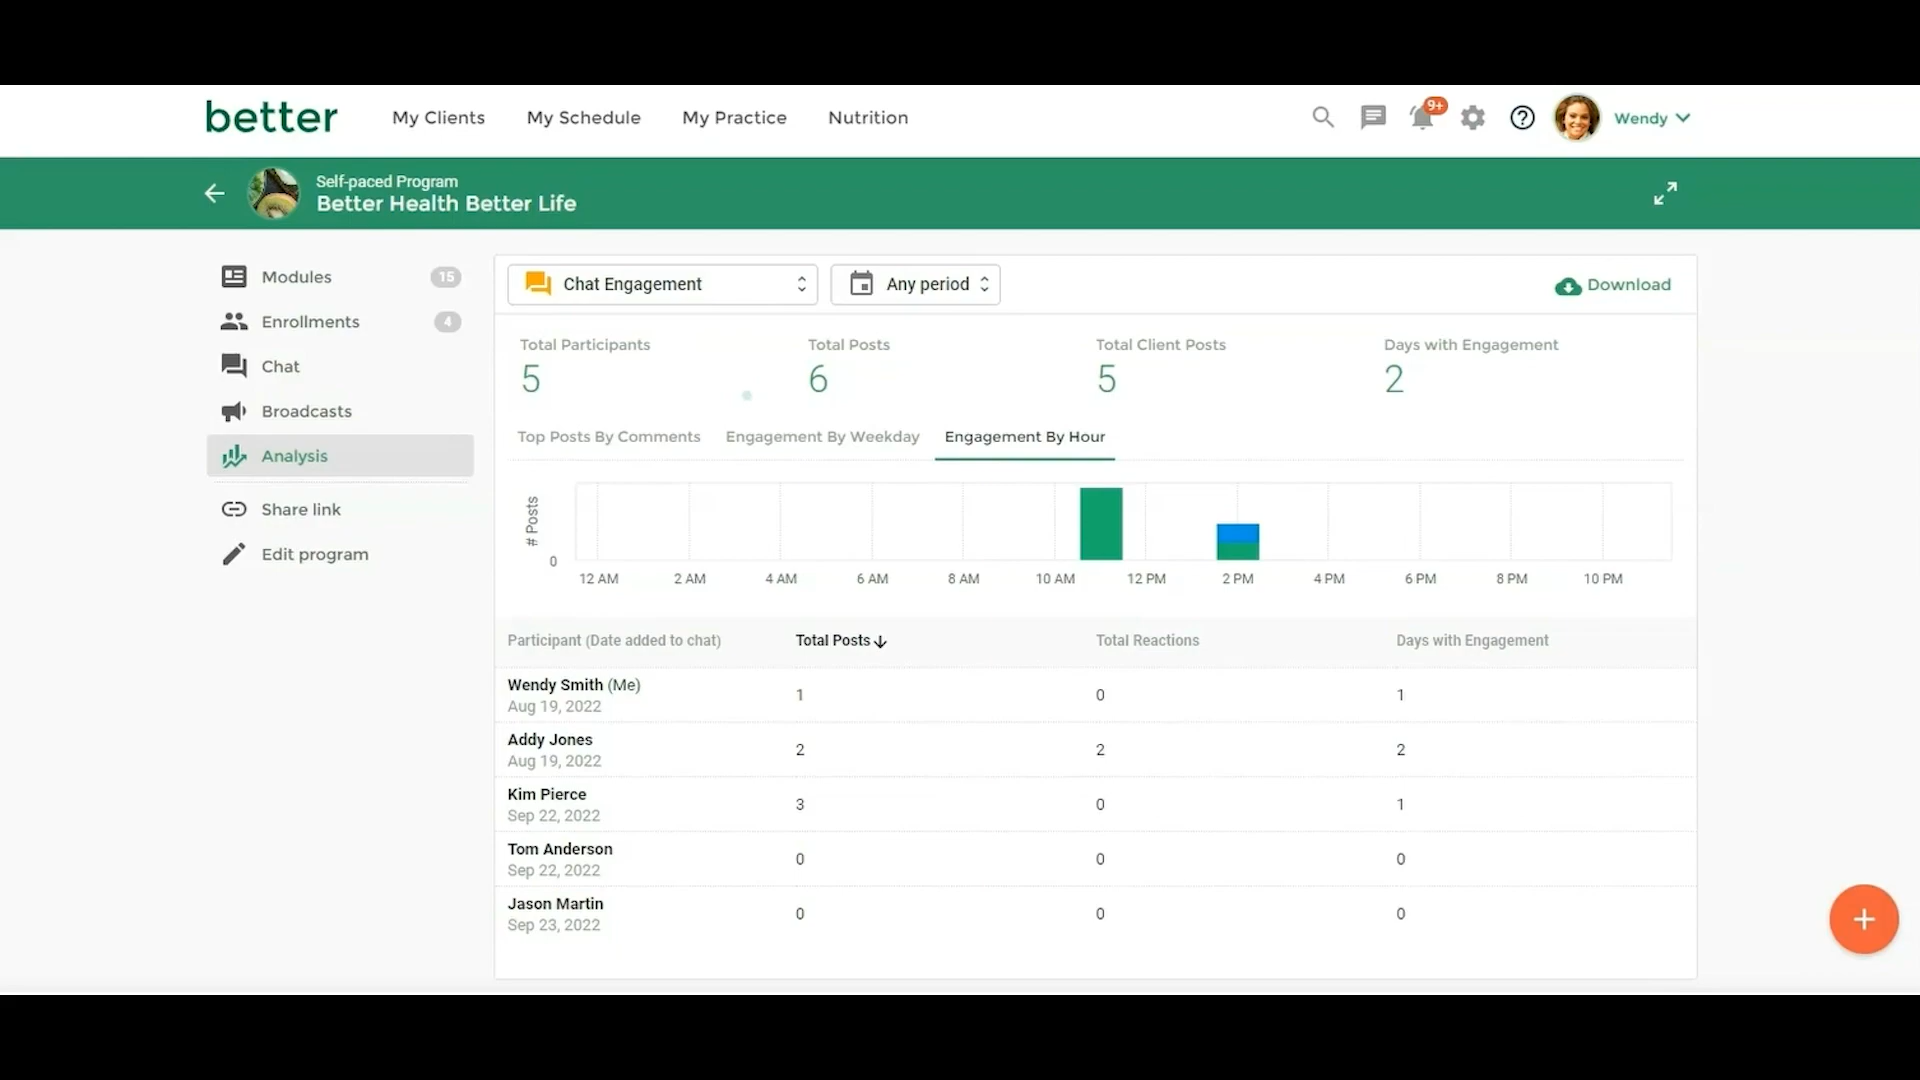 better
My Clients
My Schedule
My Practice
Nutrition
9+
Wendy
Self-paced Program
Better Health Better Life
Modules
15
Enrollments
4
Chat
Broadcasts
Analysis
Share link
Edit program
Chat Engagement
Any period
Download
Total Participants
5
Total Posts
6
Total Client Posts
5
Days with Engagement
2
Top Posts By Comments
Engagement By Weekday
Engagement By Hour
# Posts
0
12 AM 2 AM 4 AM 6 AM 8 AM 10 AM 12 PM 2 PM 4 PM 6 PM 8 PM 10 PM
Participant (Date added to chat) Total Posts Total Reactions Days with Engagement
Wendy Smith (Me)
Aug 19, 2022
1 0 1
Addy Jones
Aug 19, 2022
2 2 2
Kim Pierce
Sep 22, 2022
3 0 1
Tom Anderson
Sep 22, 2022
0 0 0
Jason Martin
Sep 23, 2022
0 0 0